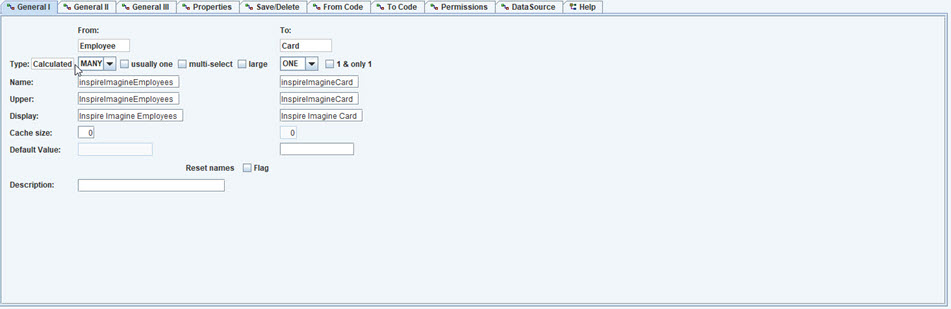 General I General II General III Properties Save/Delete From Code To Code Permissions DataSource Help
From: To:
Employee Card
Type: Calculated MANY usually one multi-select large ONE 1 & only 1
Name: inspireImagineEmployees inspireImagineCard
Upper: InspireImagineEmployees InspireImagineCard
Display: Inspire Imagine Employees Inspire Imagine Card
Cache size: 0 0
Default Value:
Reset names Flag
Description: